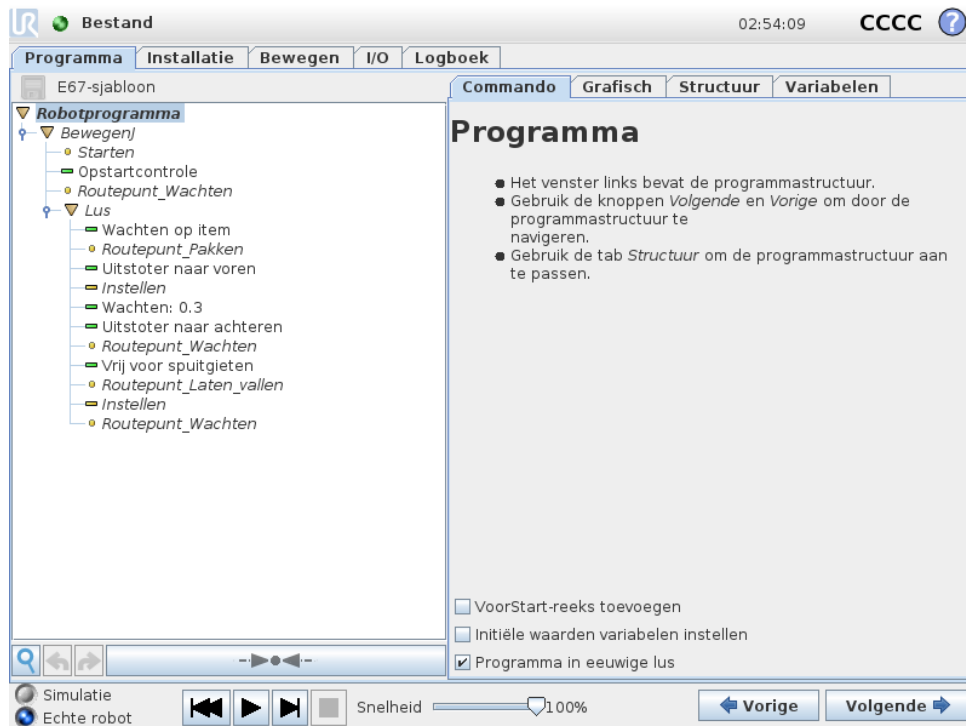 UR Bestand 02:54:09 CCCC ?
Programma Installatie Bewegen I/O Logboek
E67-sjabloon
Robotprogramma
BewegenJ
Starten
Opstartcontrole
Routepunt_Wachten
Lus
Wachten op item
Routepunt_Pakken
Uitstoter naar voren
Instellen
Wachten: 0.3
Uitstoter naar achteren
Routepunt_Wachten
Vrij voor spuitgieten
Routepunt_Laten_vallen
Instellen
Routepunt_Wachten
Commando Grafisch Structuur Variabelen
Programma
Het venster links bevat de programmastructuur.
Gebruik de knoppen Volgende en Vorige om door de
programmastructuur te
navigeren.
Gebruik de tab Structuur om de programmastructuur aan
te passen.
VoorStart-reeks toevoegen
Initiële waarden variabelen instellen
Programma in eeuwige lus
Simulatie
Echte robot
Snelheid 100%
Vorige Volgende